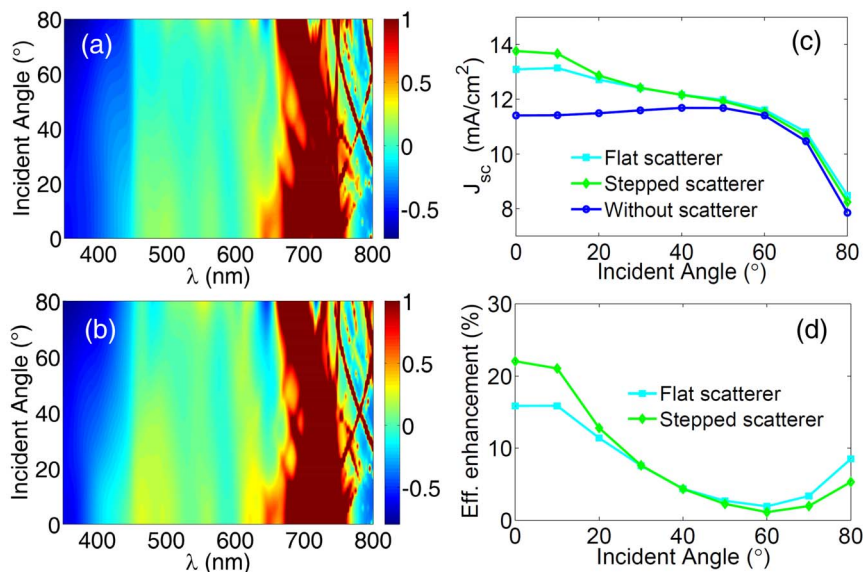 (a)
Incident Angle (°)
80
60
40
20
0
400 500 600 700 800
λ (nm)
1
0.5
0
-0.5
(b)
Incident Angle (°)
80
60
40
20
0
400 500 600 700 800
λ (nm)
1
0.5
0
-0.5
(c)
J_sc (mA/cm²)
16
14
12
10
8
Flat scatterer
Stepped scatterer
Without scatterer
0 20 40 60 80
Incident Angle (°)
(d)
Eff. enhancement (%)
30
20
10
0
Flat scatterer
Stepped scatterer
0 20 40 60 80
Incident Angle (°)